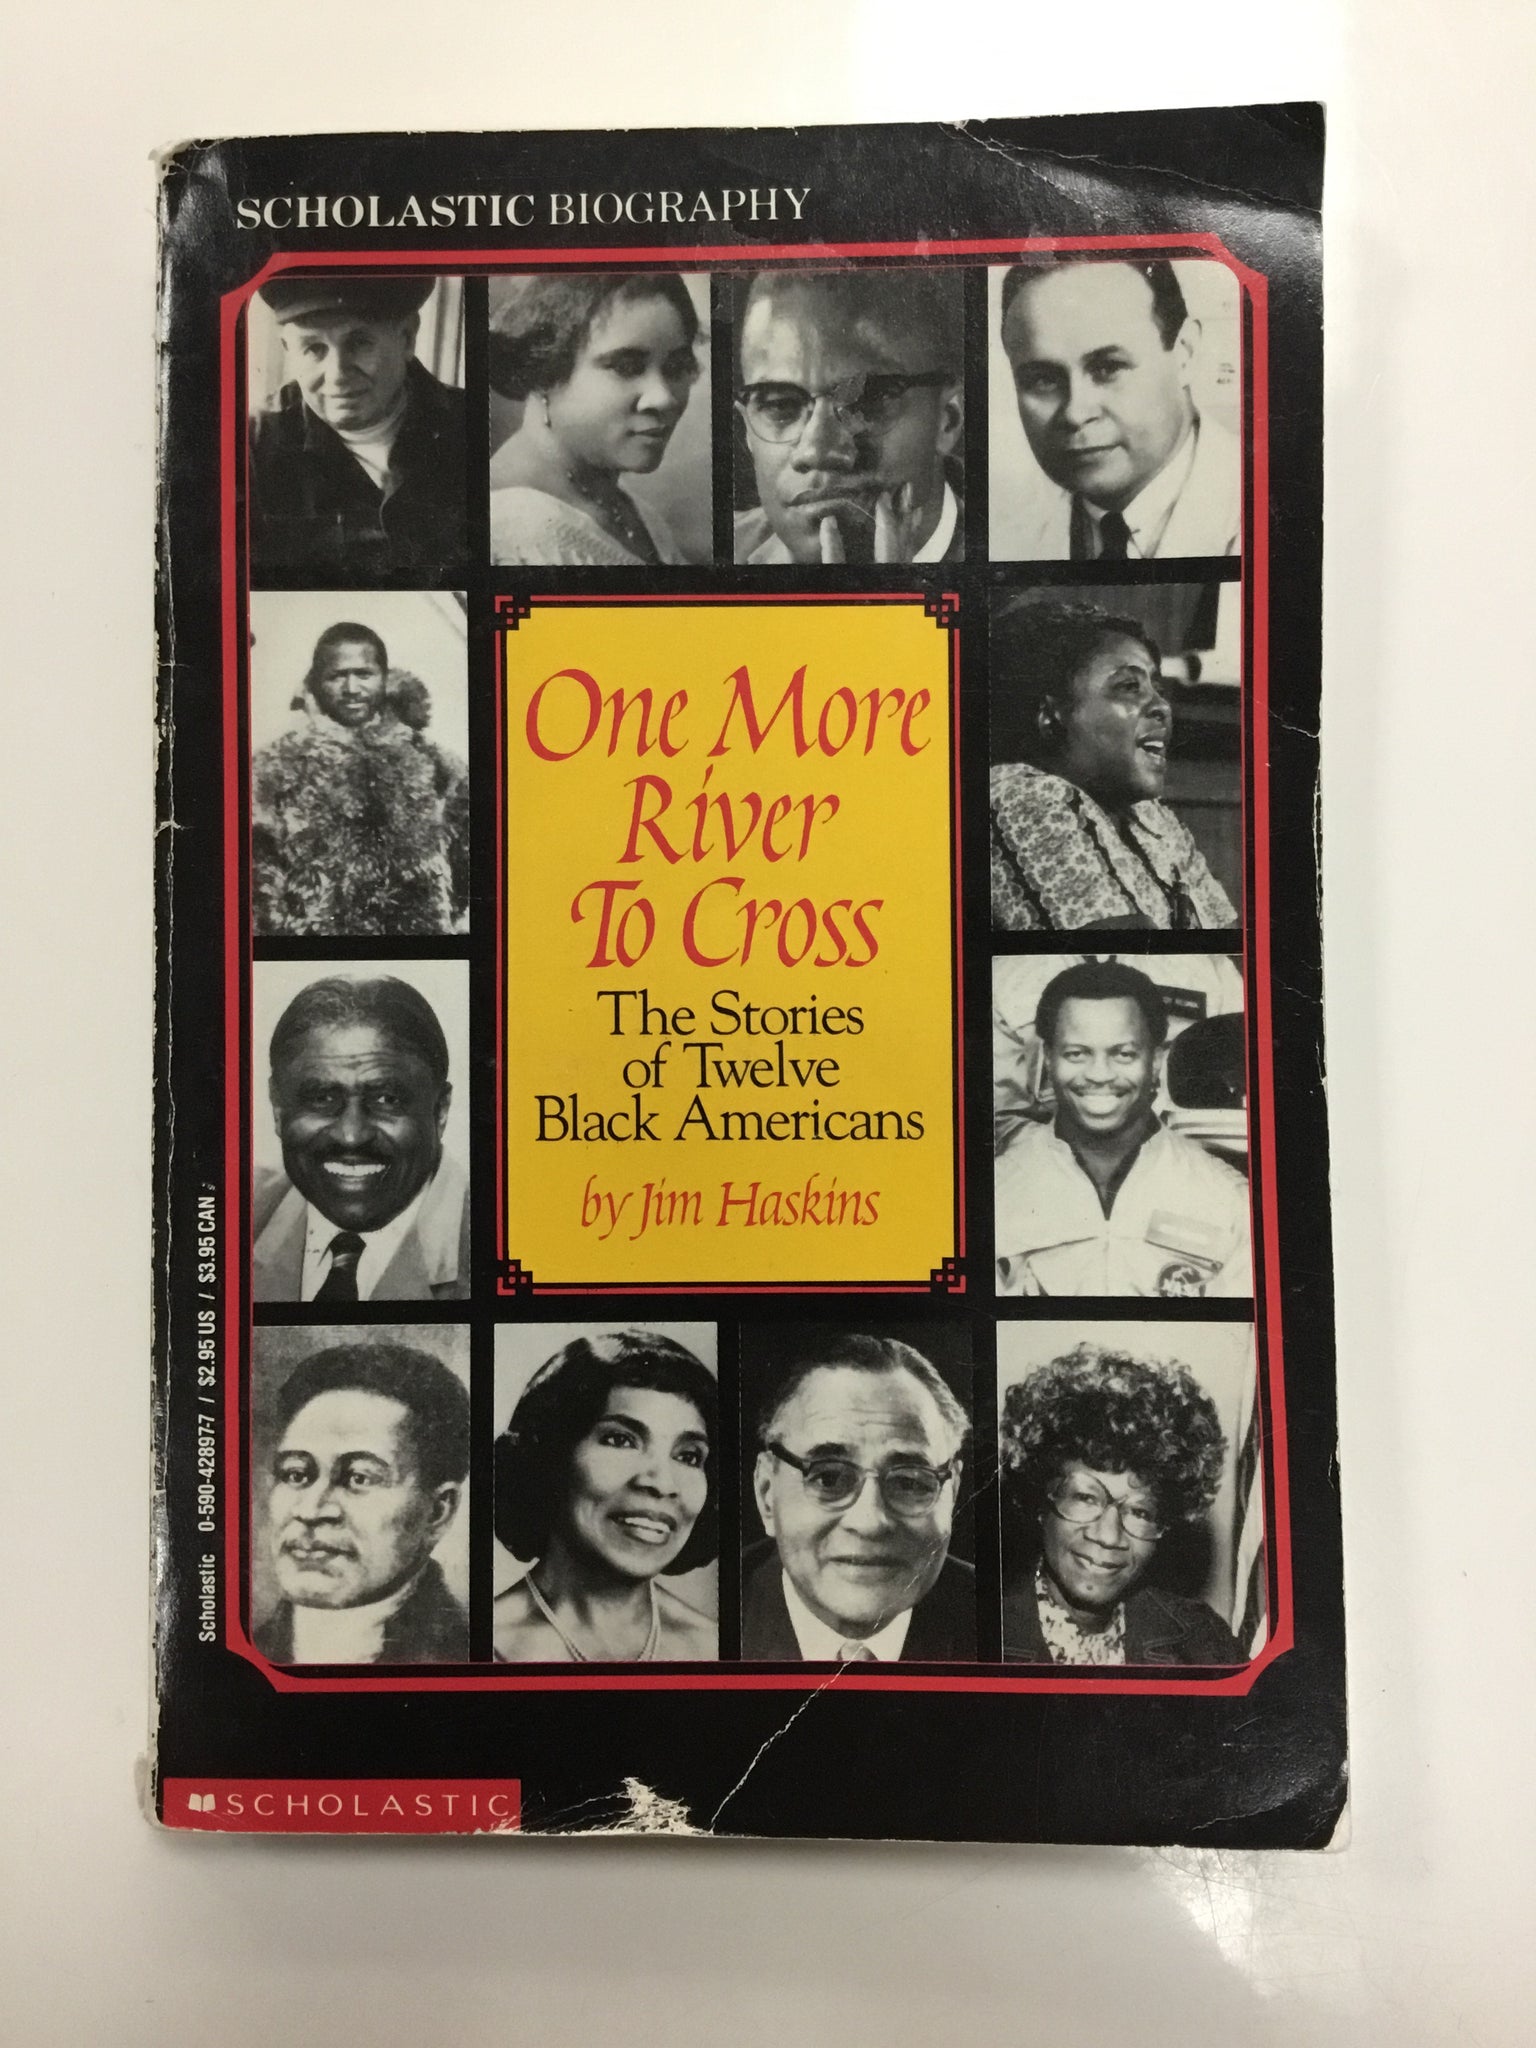 SCHOLASTIC BIOGRAPHY
One More
River
To Cross
The Stories
of Twelve
Black Americans
by Jim Haskins
Scholastic 0-590-42897-7 / $2.95 US / $3.95 CAN
SCHOLASTIC